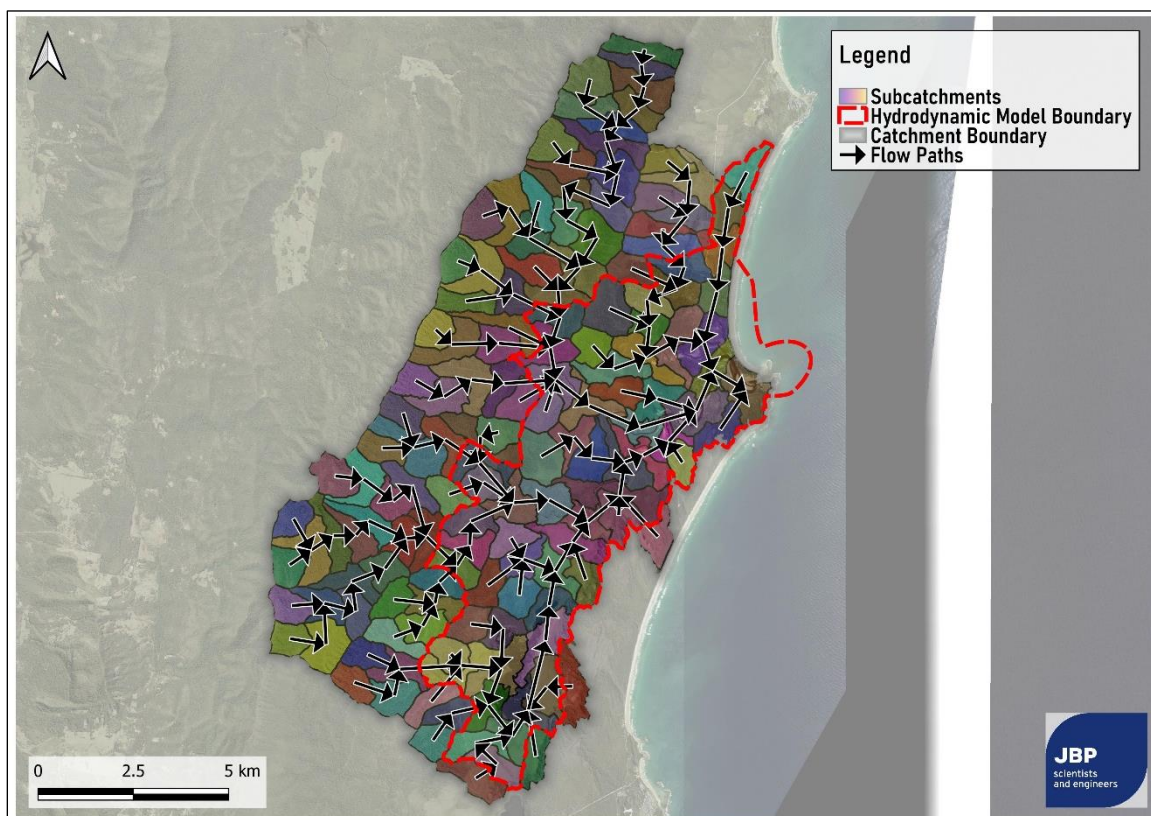 Legend
Subcatchments
Hydrodynamic Model Boundary
Catchment Boundary
Flow Paths
0 2.5 5 km
JBP
scientists
and engineers